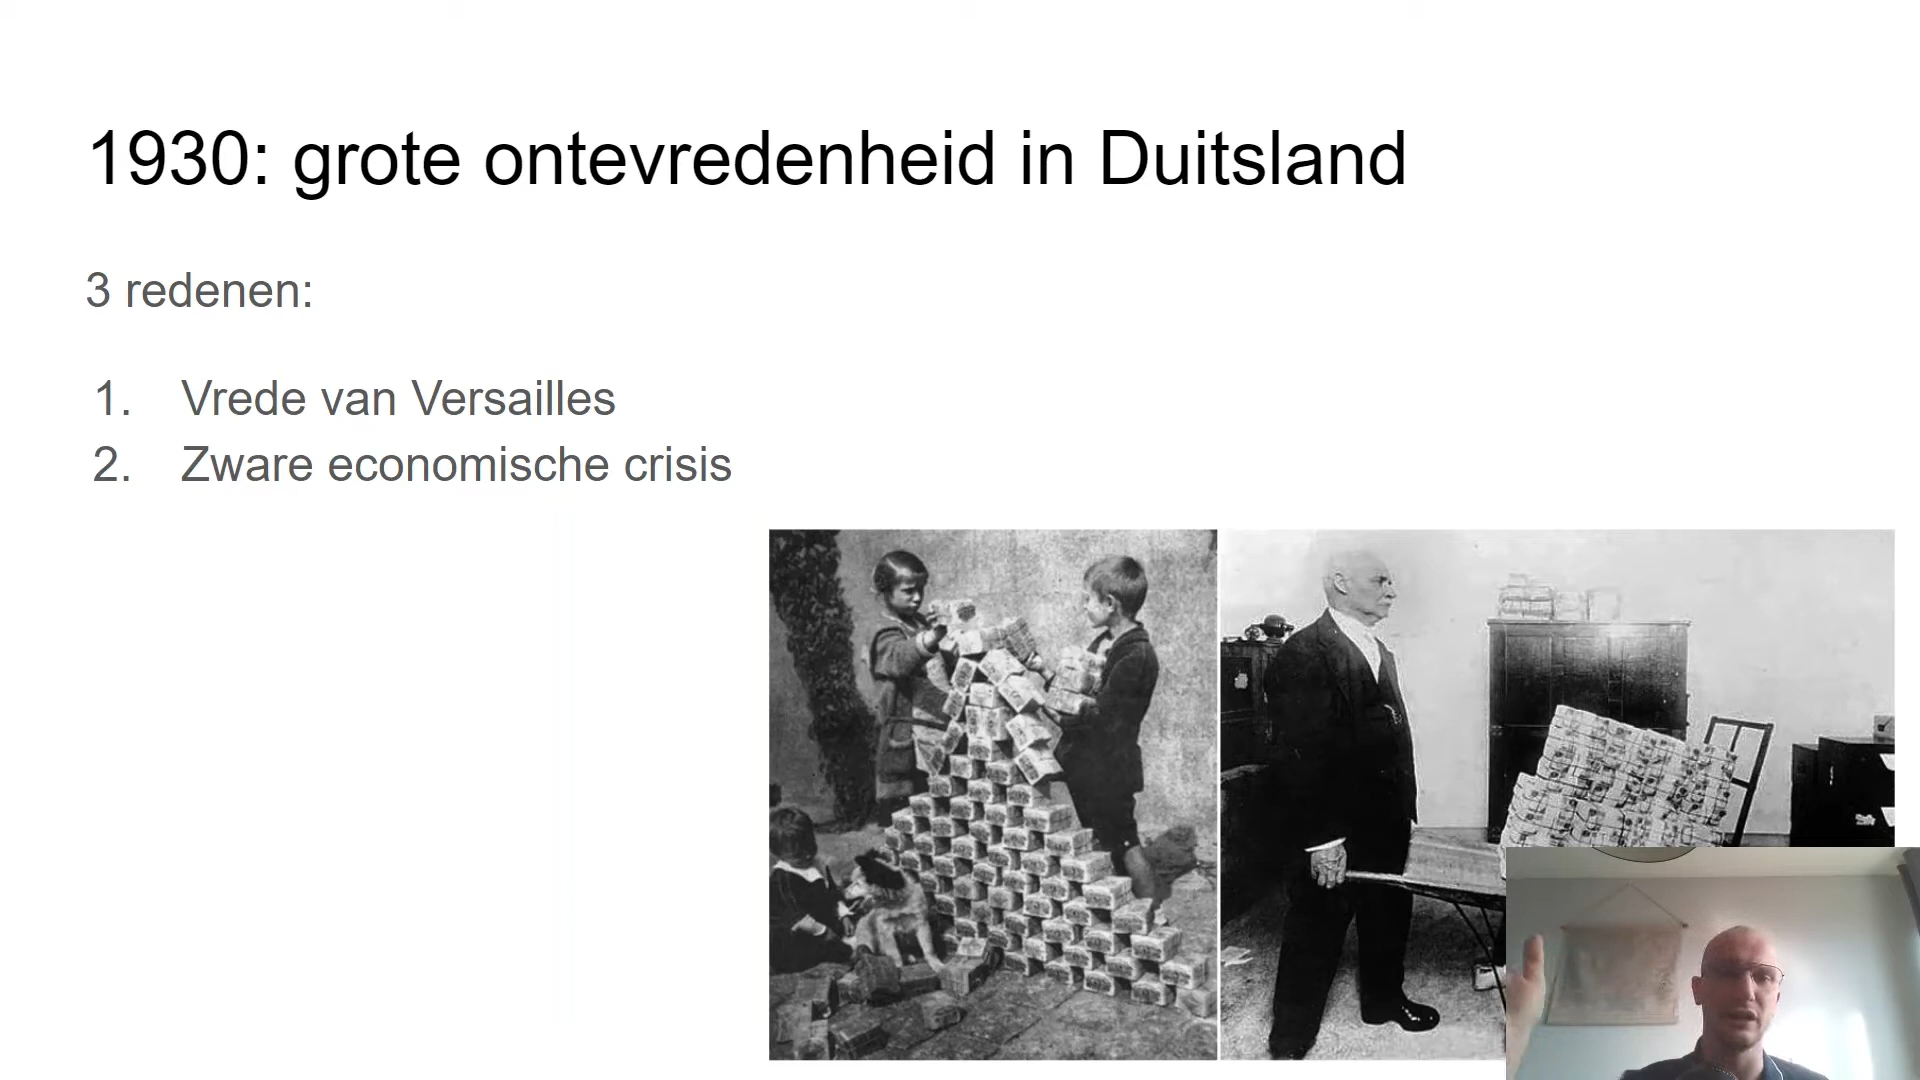 1930: grote ontevredenheid in Duitsland
3 redenen:
1. Vrede van Versailles
2. Zware economische crisis